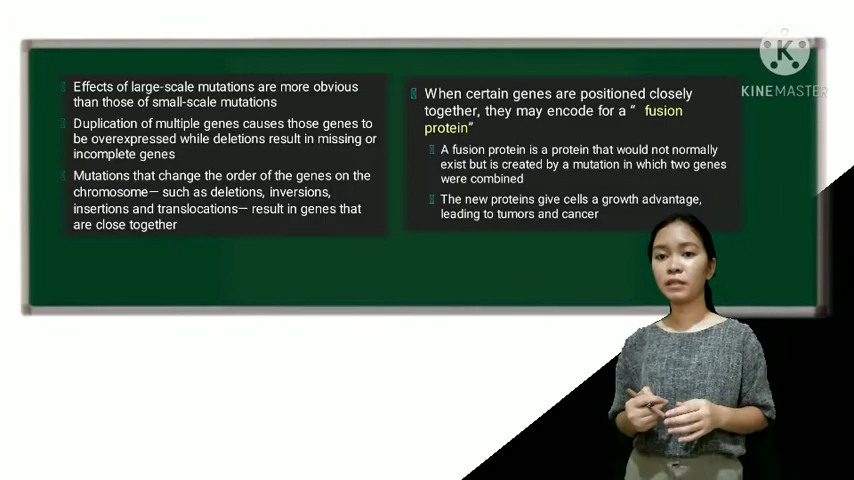 Effects of large-scale mutations are more obvious
than those of small-scale mutations
Duplication of multiple genes causes those genes to
be overexpressed while deletions result in missing or
incomplete genes
Mutations that change the order of the genes on the
chromosome— such as deletions, inversions,
insertions and translocations— result in genes that
are close together
When certain genes are positioned closely
together, they may encode for a “ fusion
protein”
A fusion protein is a protein that would not normally
exist but is created by a mutation in which two genes
were combined
The new proteins give cells a growth advantage,
leading to tumors and cancer
K
KINEMASTER